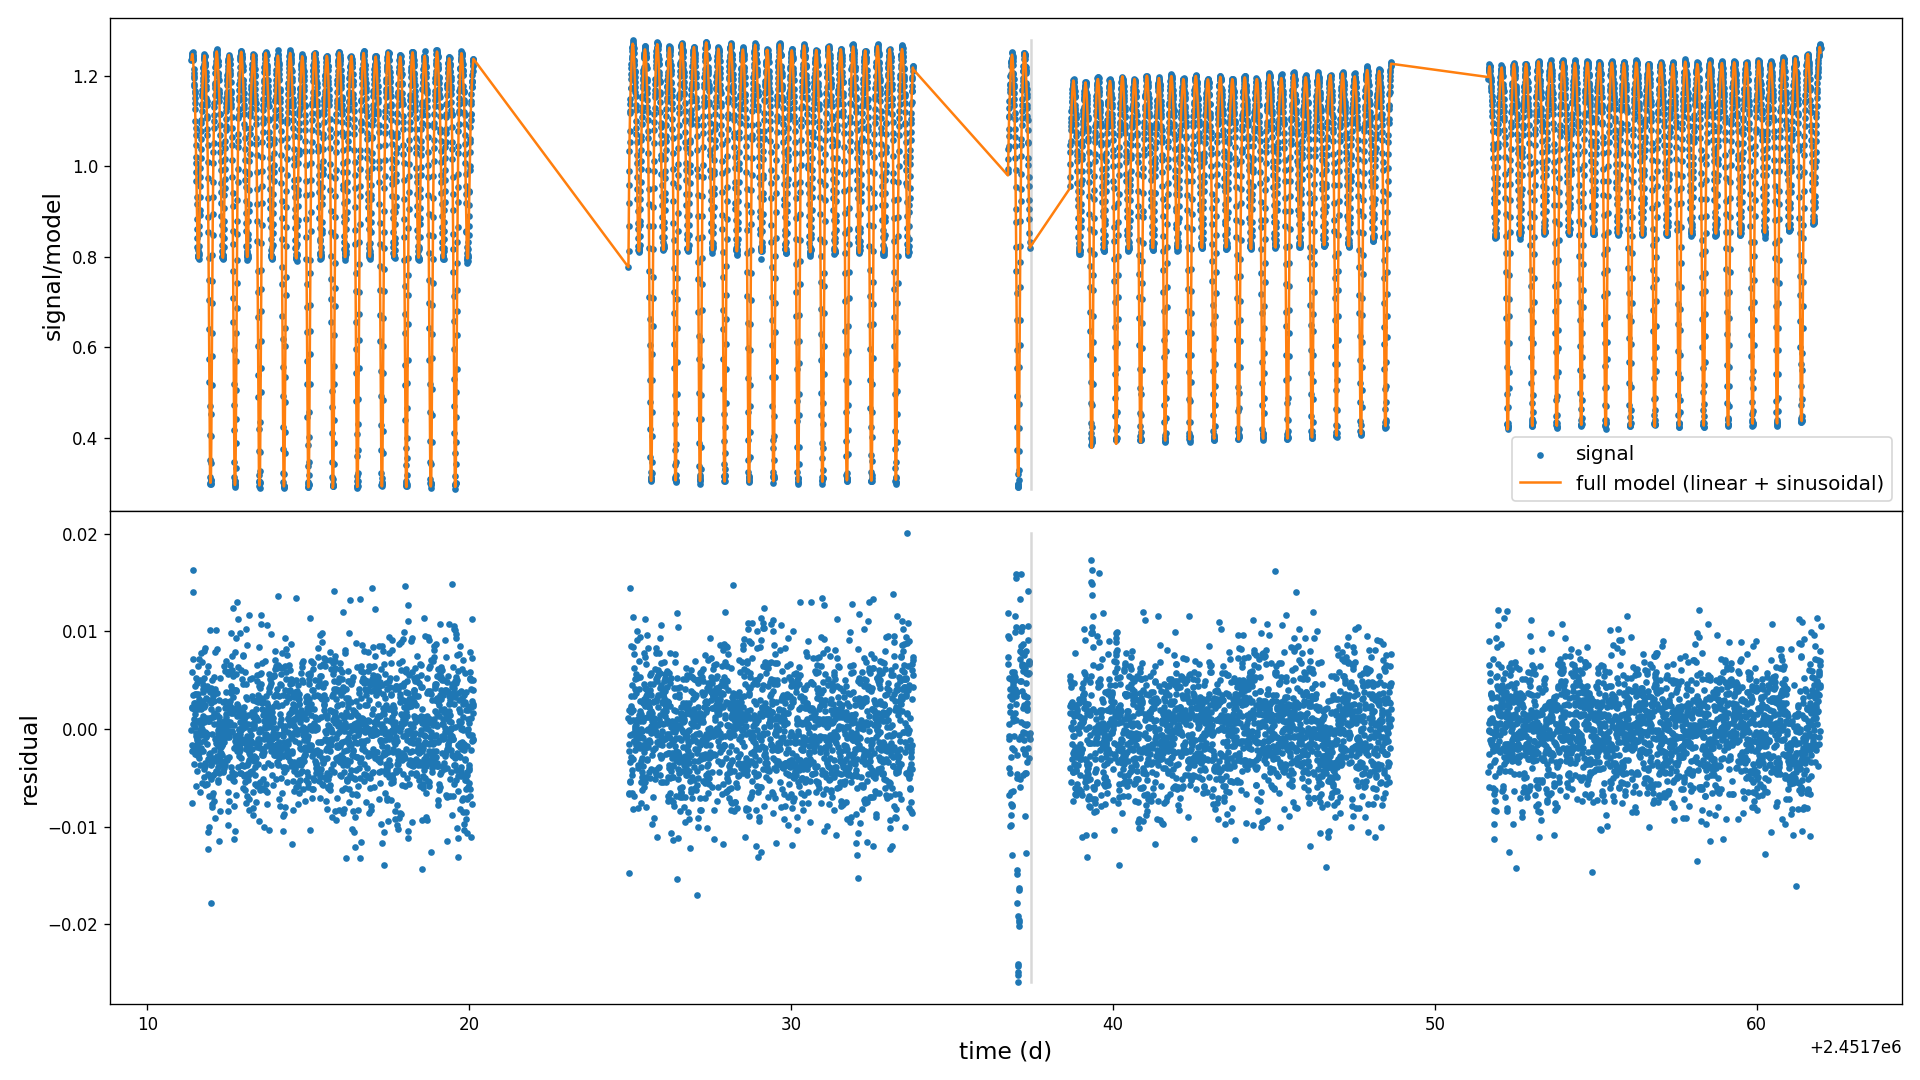 signal/model
1.2
1.0
0.8
0.6
0.4
signal
full model (linear + sinusoidal)
residual
0.02
0.01
0.00
−0.01
−0.02
10
20
30
40
50
60
time (d)
+2.4517e6